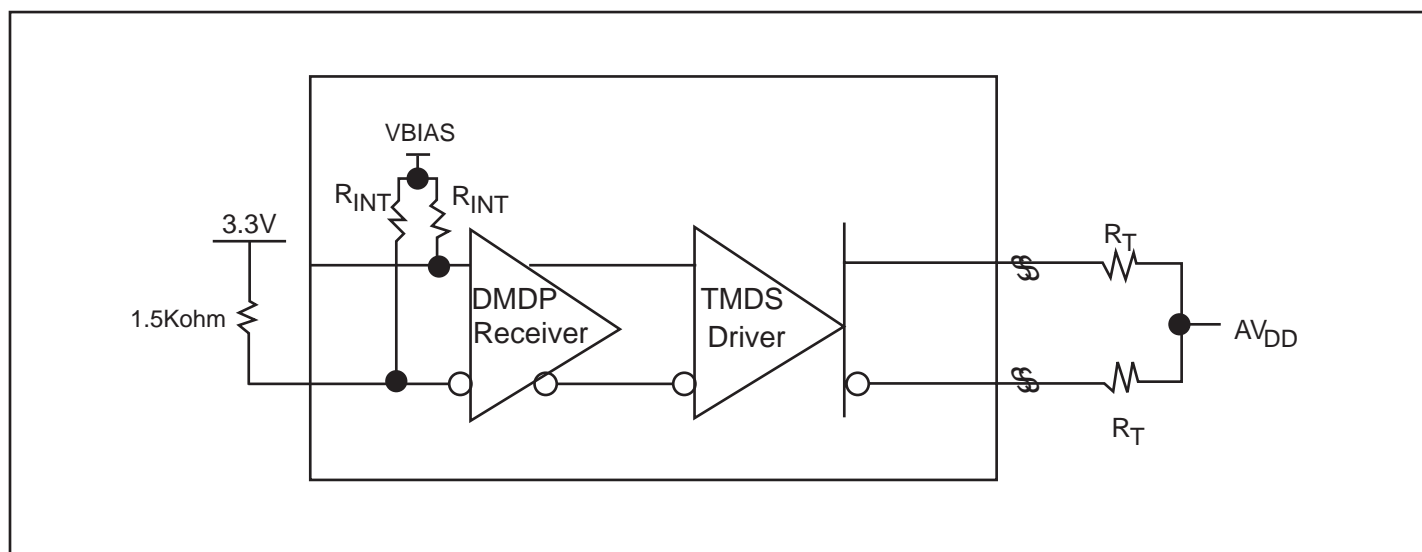 VBIAS
RINT
RINT
3.3V
1.5Kohm
DMDP
Receiver
TMDS
Driver
RT
AVDD
RT